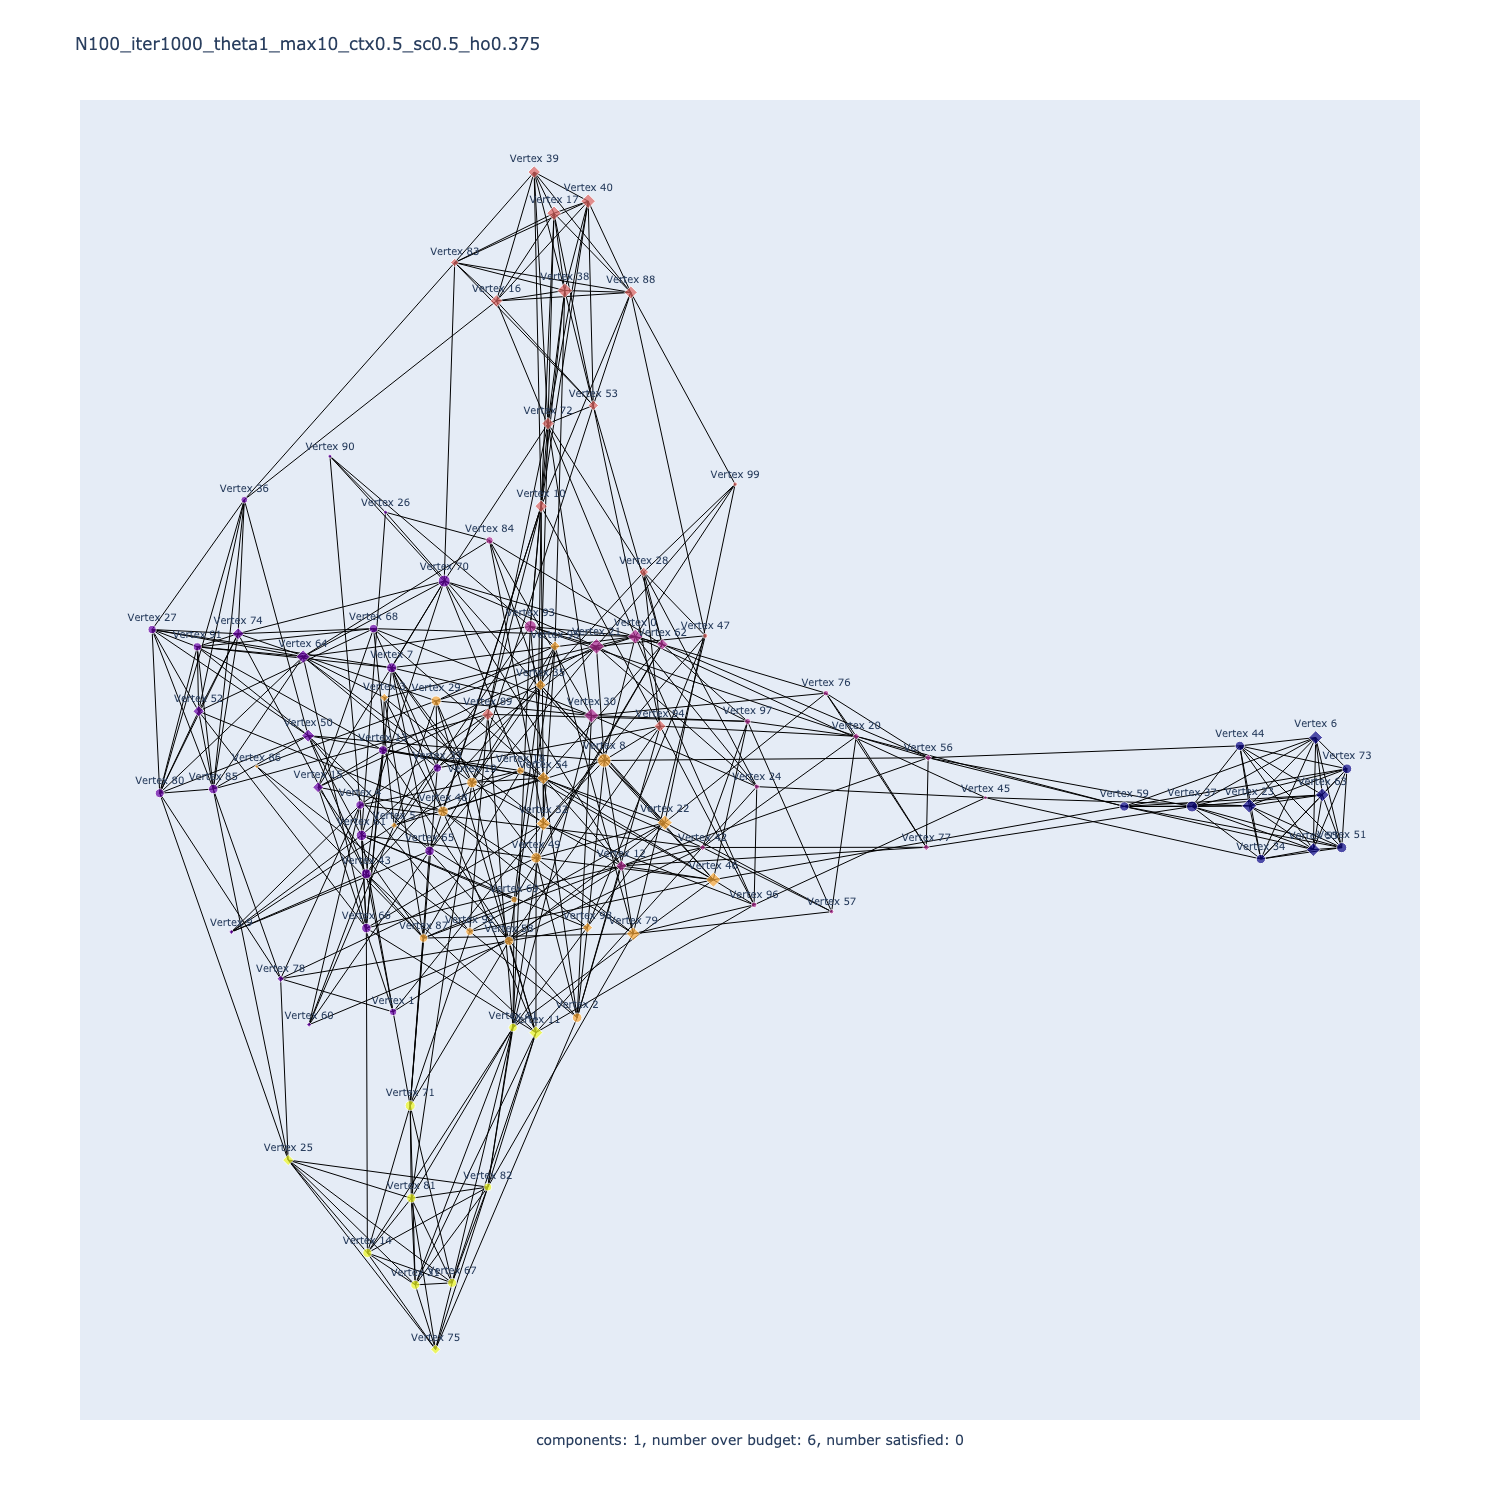 N100_iter1000_theta1_max10_ctx0.5_sc0.5_ho0.375
Vertex 39
Vertex 40
Vertex 17
Vertex 83
Vertex 38
Vertex 88
Vertex 16
Vertex 53
Vertex 72
Vertex 90
Vertex 99
Vertex 36
Vertex 10
Vertex 26
Vertex 84
Vertex 28
Vertex 70
Vertex 27
Vertex 74
Vertex 68
Vertex 93
Vertex 0
Vertex 47
Vertex 91
Vertex 62
Vertex 64
Vertex 7
Vertex 76
Vertex 29
Vertex 52
Vertex 89
Vertex 30
Vertex 97
Vertex 94
Vertex 50
Vertex 20
Vertex 6
Vertex 44
Vertex 8
Vertex 56
Vertex 73
Vertex 86
Vertex 54
Vertex 80
Vertex 85
Vertex 24
Vertex 45
Vertex 63
Vertex 59
Vertex 37
Vertex 23
Vertex 22
Vertex 65
Vertex 42
Vertex 77
Vertex 51
Vertex 34
Vertex 49
Vertex 43
Vertex 46
Vertex 96
Vertex 57
Vertex 66
Vertex 87
Vertex 79
Vertex 78
Vertex 1
Vertex 2
Vertex 60
Vertex 11
Vertex 71
Vertex 25
Vertex 82
Vertex 81
Vertex 14
Vertex 67
Vertex 75
components: 1, number over budget: 6, number satisfied: 0